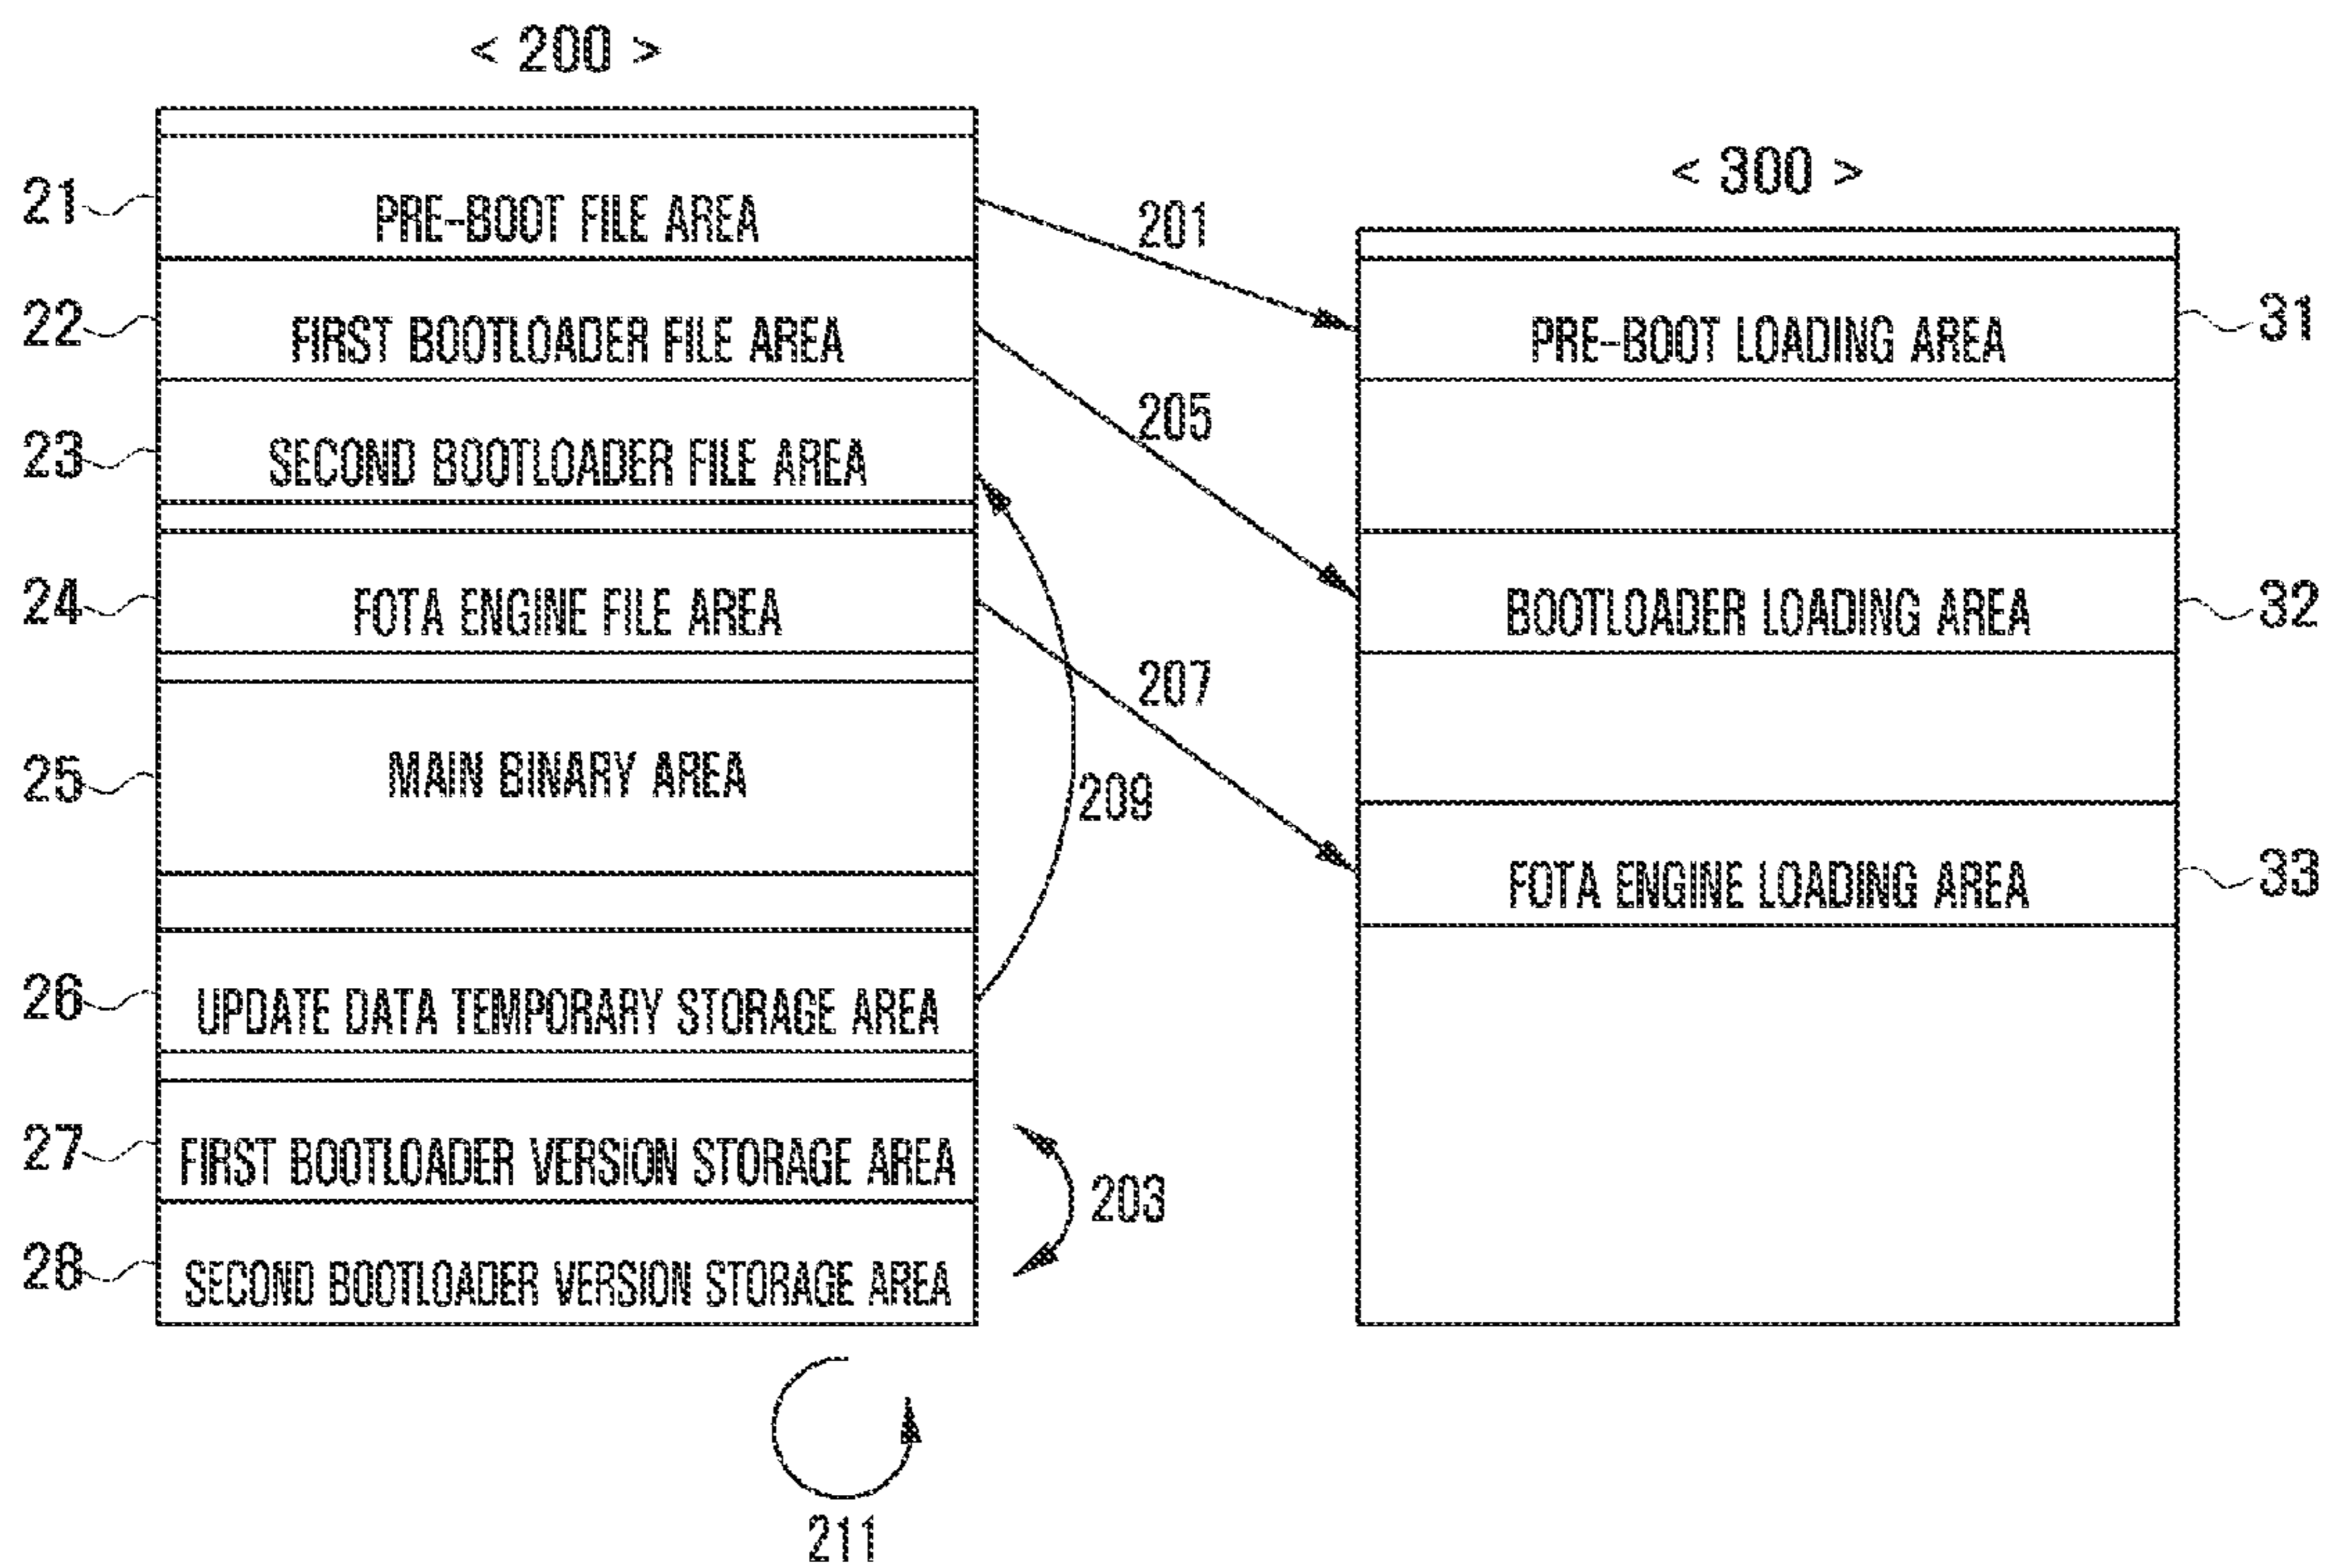 < 200 >
21
PRE-BOOT FILE AREA
22
FIRST BOOTLOADER FILE AREA
23
SECOND BOOTLOADER FILE AREA
24
FOTA ENGINE FILE AREA
25
MAIN BINARY AREA
26
UPDATE DATA TEMPORARY STORAGE AREA
27
FIRST BOOTLOADER VERSION STORAGE AREA
28
SECOND BOOTLOADER VERSION STORAGE AREA
201
205
207
209
203
211
< 300 >
PRE-BOOT LOADING AREA
31
BOOTLOADER LOADING AREA
32
FOTA ENGINE LOADING AREA
33